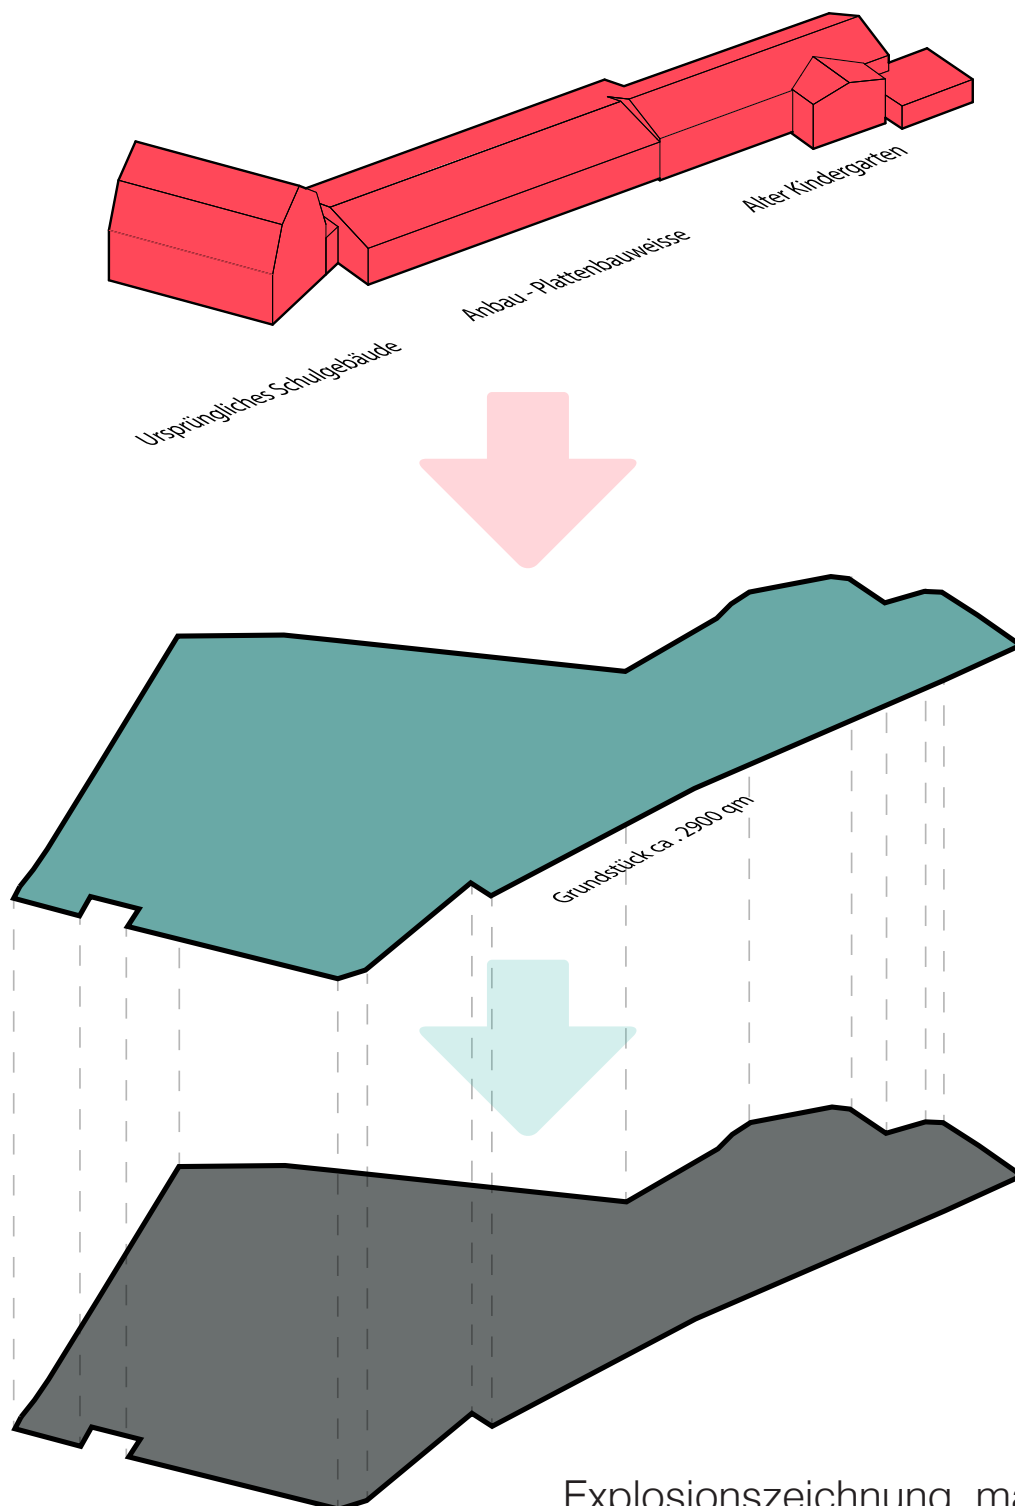 Alter Kindergarten
Anbau - Plattenbauweisse
Ursprüngliches Schulgebäude
Grundstück ca . 2900 qm
Explosionszeichnung